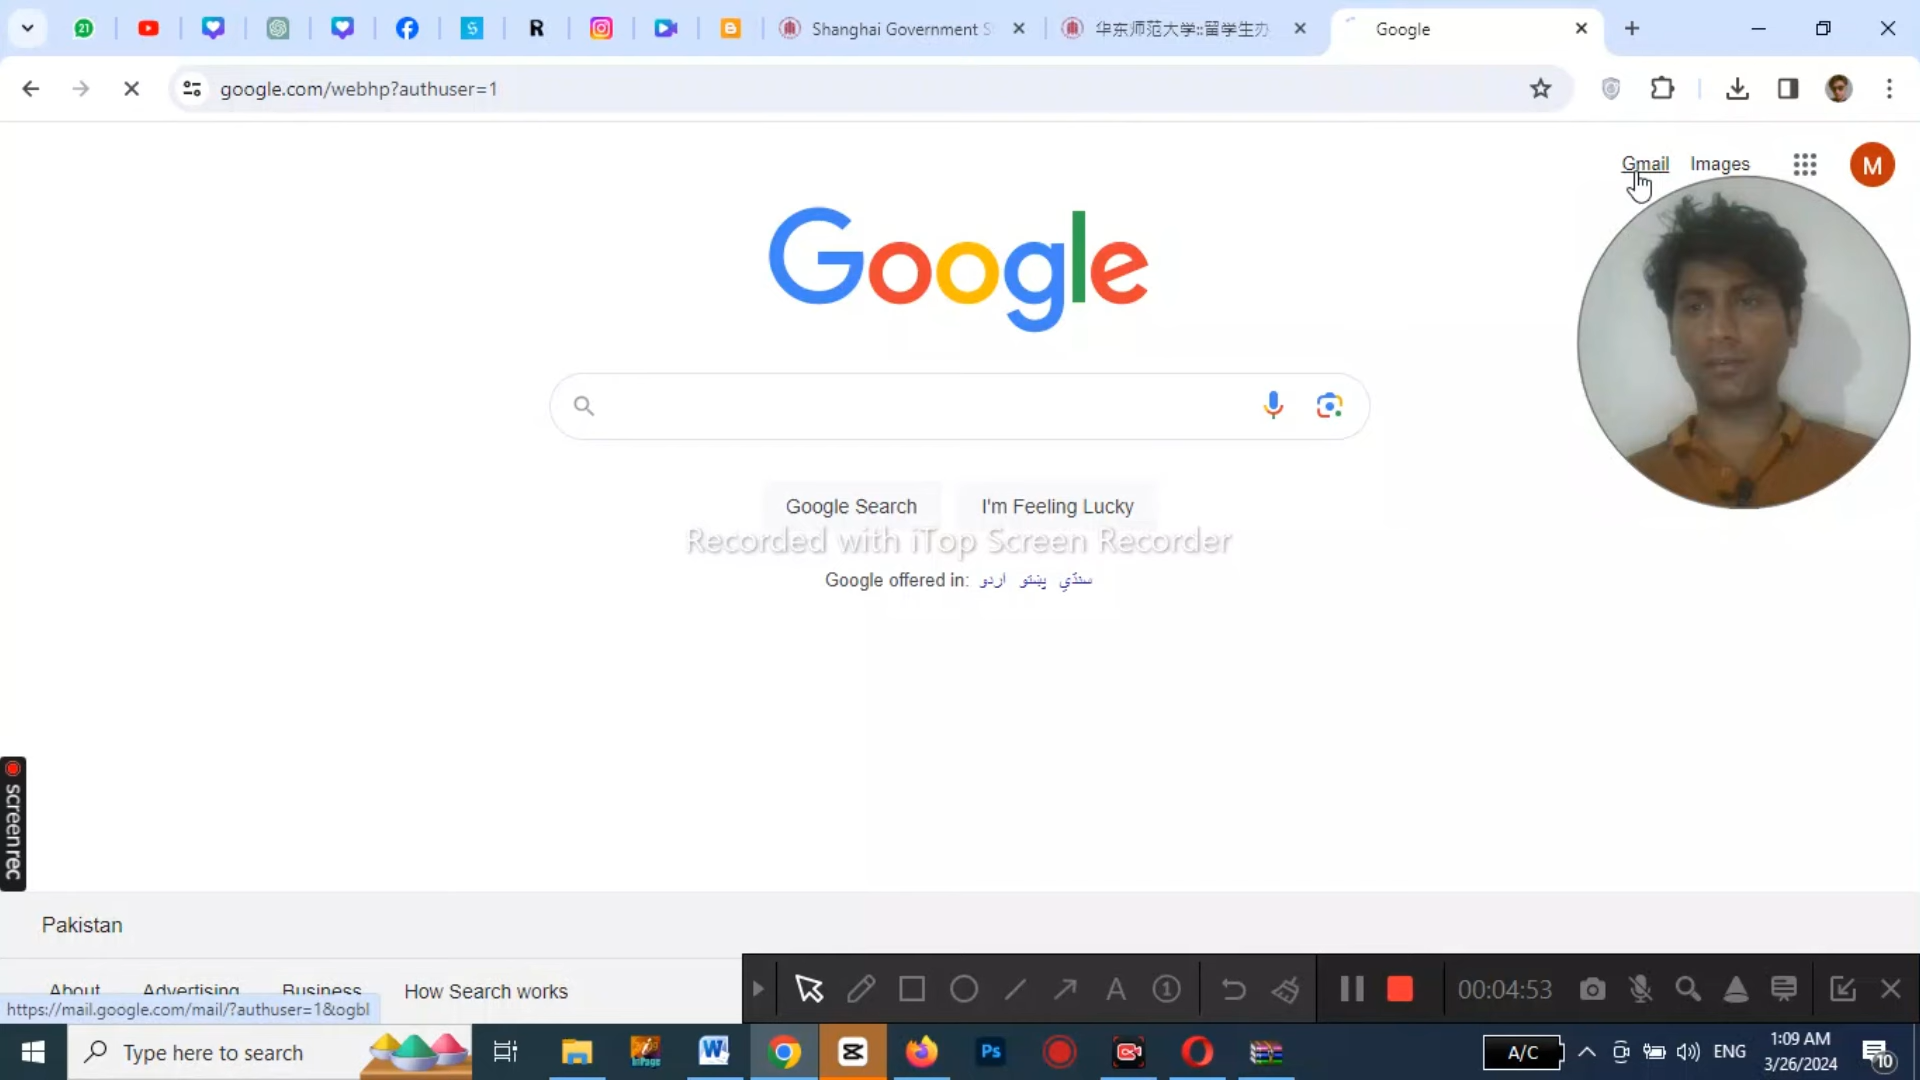 21
Shanghai Government S
华东师范大学::留学生办
Google
google.com/webhp?authuser=1
Gmail
Images
M
Google
Google Search
I'm Feeling Lucky
Recorded with iTop Screen Recorder
Google offered in: اردو پښتو سنڌي
screenrec
Pakistan
About
Advertising
Business
How Search works
https://mail.google.com/mail/?authuser=1&ogbl
00:04:53
Type here to search
InPage
Ps
A/C
ENG
1:09 AM
3/26/2024
10